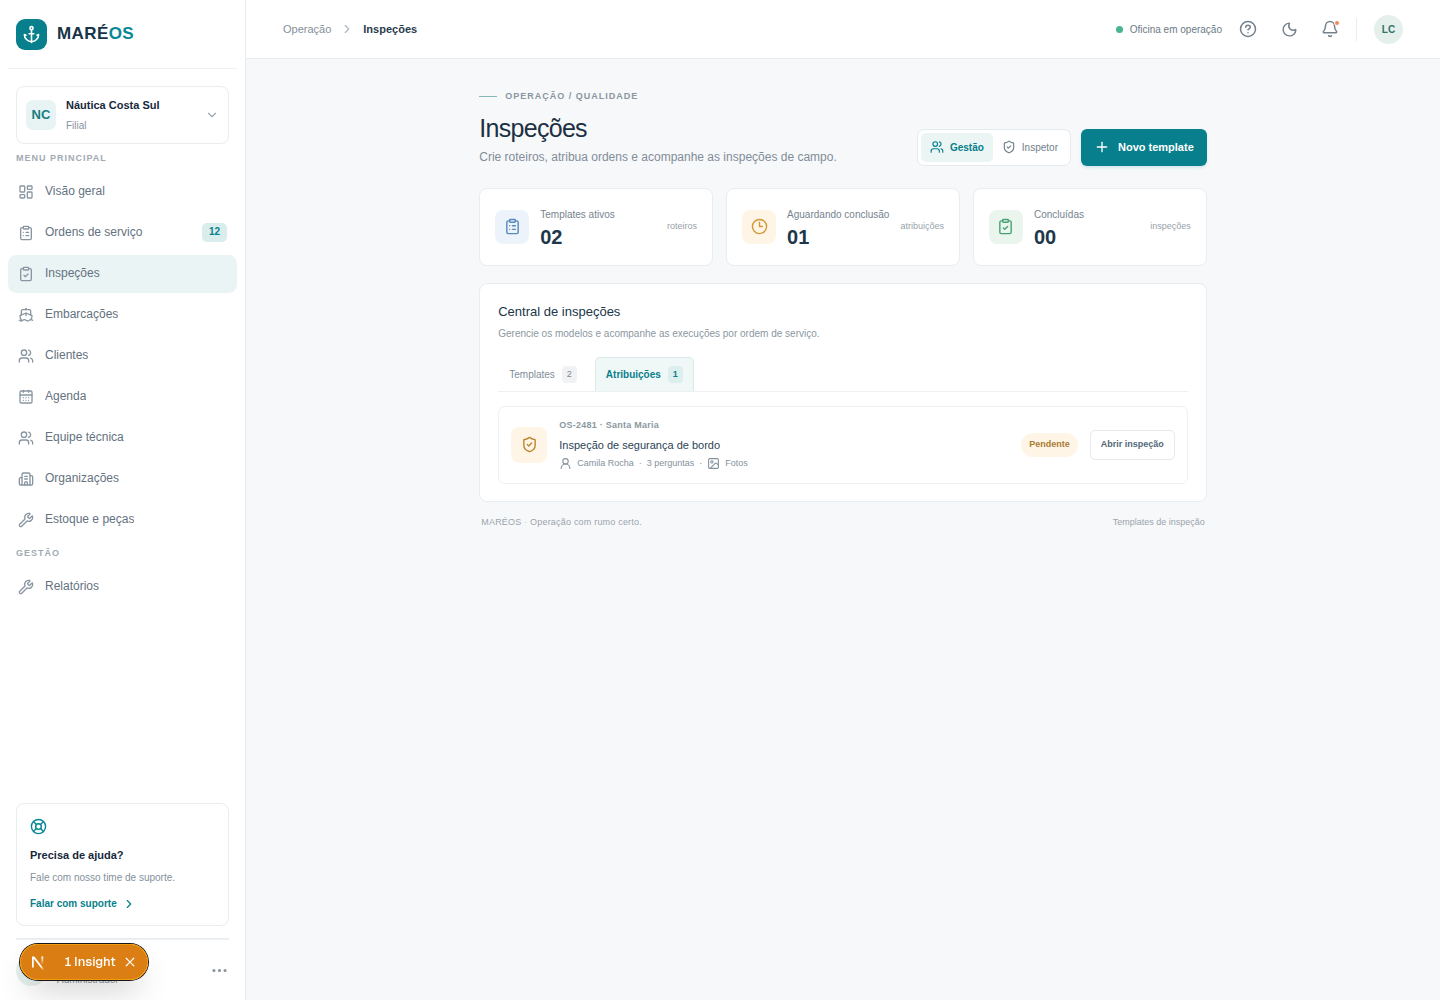 MARÉOS
NC
Náutica Costa Sul
Filial
MENU PRINCIPAL
Visão geral
Ordens de serviço 12
Inspeções
Embarcações
Clientes
Agenda
Equipe técnica
Organizações
Estoque e peças
GESTÃO
Relatórios
Precisa de ajuda?
Fale com nosso time de suporte.
Falar com suporte
1 Insight
Operação Inspeções
Oficina em operação
LC
OPERAÇÃO / QUALIDADE
Inspeções
Crie roteiros, atribua ordens e acompanhe as inspeções de campo.
Gestão Inspetor
Novo template
Templates ativos
02
roteiros
Aguardando conclusão
01
atribuições
Concluídas
00
inspeções
Central de inspeções
Gerencie os modelos e acompanhe as execuções por ordem de serviço.
Templates 2 Atribuições 1
OS-2481 · Santa Maria
Inspeção de segurança de bordo
Camila Rocha · 3 perguntas · Fotos
Pendente
Abrir inspeção
MARÉOS · Operação com rumo certo.
Templates de inspeção